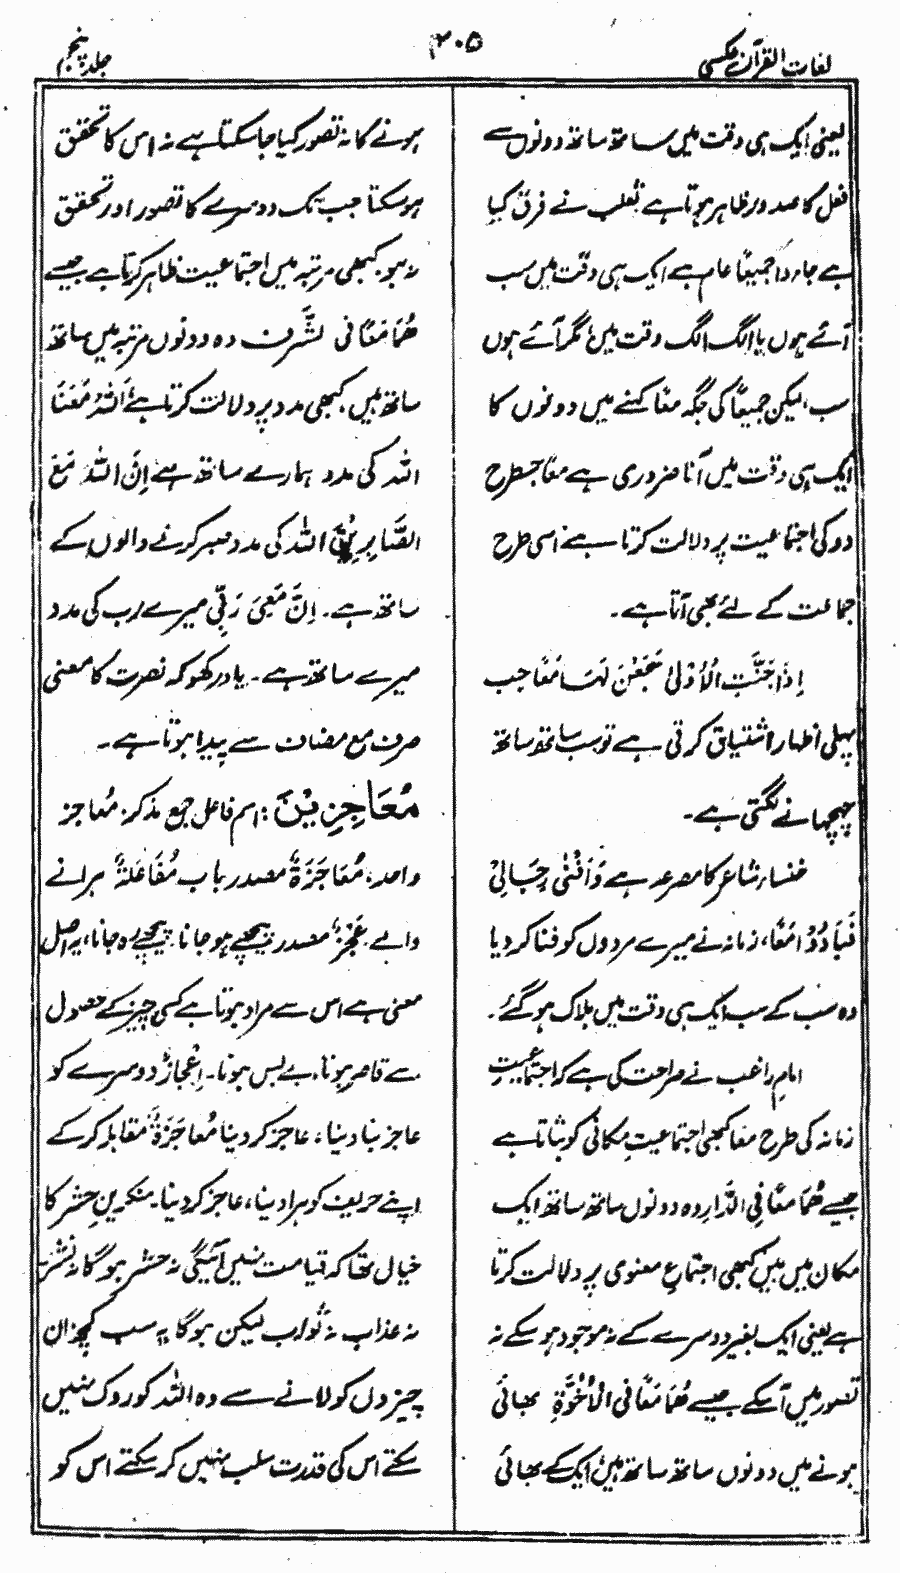 لغات القرآن عکسی
۲۰۵
جلد پنجم
یعنی ایک ہی وقت میں ساتھ ساتھ دونوں سے
فعل کا صدور ظاہر ہوتا ہے ثعلب نے فرق کیا
ہے جاءوا جمیعًا عام ہے ایک ہی وقت میں سب
آئے ہوں یا الگ الگ وقت میں مگر آئے ہوں
سب، لیکن جمیعًا کی جگہ معًا کہنے میں دونوں کا
ایک ہی وقت میں آنا ضروری ہے معًا جسطرح
دو کی اجتماعیت پر دلالت کرتا ہے اسی طرح
جماعت کے لئے بھی آتا ہے۔
اِذَا حَنَّتِ الْاُوْلیٰ سَجَعْنَ لَہَا مَعًا جب
پہلی اظہار اشتیاق کرتی ہے تو سب ساتھ ساتھ
چہچہانے لگتی ہے۔
خنساء شاعر کا مصرعہ ہے وَاَفْنٰی رِجَالِیْ
فَبَادُوْا مَعًا، زمانہ نے میرے مردوں کو فنا کر دیا
وہ سب کے سب ایک ہی وقت میں ہلاک ہو گئے۔
امام راغب نے صراحت کی ہے کہ اجتماعیتِ
زمانہ کی طرح معًا کبھی اجتماعیتِ مکانی کو بتاتا ہے
جیسے ھُمَا مَعًا فِی الدَّارِ وہ دونوں ساتھ ساتھ ایک
مکان میں ہیں کبھی اجتماعِ معنوی پر دلالت کرتا
ہے یعنی ایک بغیر دوسرے کے نہ موجود ہو سکے نہ
تصور میں آسکے جیسے ھُمَا مَعًا فی الْاُخُوَّۃِ بھائی
ہونے میں دونوں ساتھ ساتھ ہیں ایک کے بھائی
ہونے کا نہ تصور کیا جا سکتا ہے نہ اس کا تحقق
ہو سکتا جب تک دوسرے کا تصور اور تحقق
نہ ہو۔ کبھی مرتبہ میں اجتماعیت ظاہر کرتا ہے جیسے
ھُمَا مَعًا فی الشَّرَف وہ دونوں مرتبہ میں ساتھ
ساتھ ہیں۔ کبھی مدد پر دلالت کرتا ہے اَللّٰہُ مَعَنَا
اللہ کی مدد ہمارے ساتھ ہے اِنَّ اللّٰہَ مَعَ
الصَّابِرِیْنَ اللہ کی مدد صبر کرنے والوں کے
ساتھ ہے۔ اِنَّ مَعِیَ رَبِّیْ میرے رب کی مدد
میرے ساتھ ہے۔ یاد رکھو کہ نصرت کا معنی
صرف مع مضاف سے پیدا ہوتا ہے۔
مُعَاجِزِیْنَ: اسم فاعل جمع مذکر، مُعاجز
واحد، مُعَاجَزَۃٌ مصدر باب مُفَاعَلَۃٌ ہرانے
والے۔ عَجْزٌ مصدر پیچھے ہو جانا۔ پیچھے رہ جانا، یہ اصل
معنی ہے اس سے مراد ہوتا ہے کسی چیز کے حصول
سے قاصر ہونا۔ بے بس ہونا۔ اِعْجَازٌ دوسرے کو
عاجز بنا دینا، عاجز کر دینا مُعاجَزَۃٌ مقابلہ کر کے
اپنے حریف کو ہرا دینا، عاجز کر دینا۔ منکرینِ حشر کا
خیال تھا کہ قیامت نہیں آئیگی نہ حشر ہوگا نہ نشر
نہ عذاب نہ ثواب لیکن ہوگا یہ سب کچھ ان
چیزوں کو لانے سے وہ اللہ کو روک نہیں
سکتے اس کی قدرت سلب نہیں کر سکتے اس کو